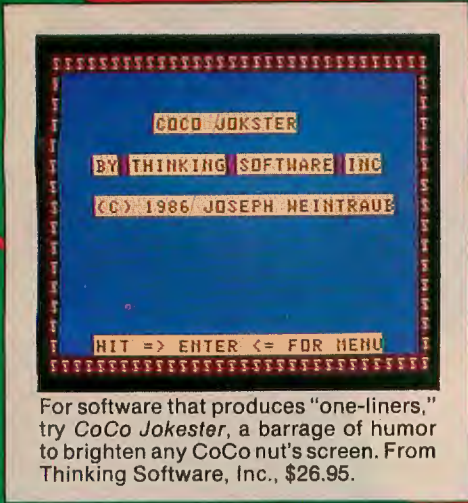 COCO JOKSTER
BY THINKING SOFTWARE INC
(C) 1986 JOSEPH WEINTRAUB
HIT => ENTER <= FOR MENU
For software that produces "one-liners,"
try CoCo Jokester, a barrage of humor
to brighten any CoCo nut's screen. From
Thinking Software, Inc., $26.95.